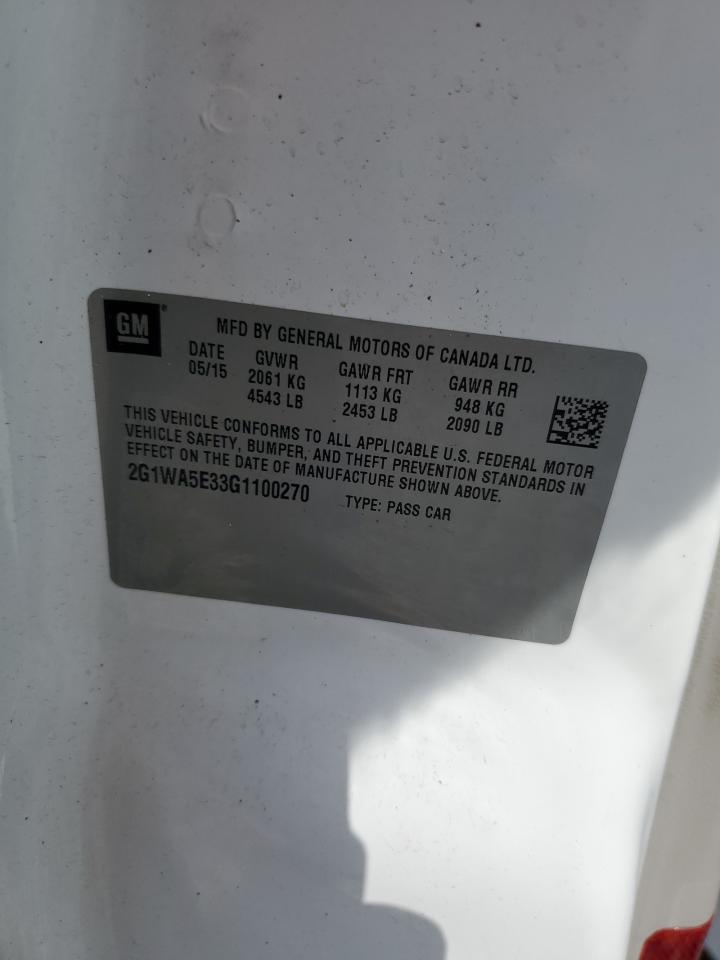 GM®
MFD BY GENERAL MOTORS OF CANADA LTD.
DATE GVWR GAWR FRT GAWR RR
05/15 2061 KG 1113 KG 948 KG
4543 LB 2453 LB 2090 LB
THIS VEHICLE CONFORMS TO ALL APPLICABLE U.S. FEDERAL MOTOR
VEHICLE SAFETY, BUMPER, AND THEFT PREVENTION STANDARDS IN
EFFECT ON THE DATE OF MANUFACTURE SHOWN ABOVE.
2G1WA5E33G1100270 TYPE: PASS CAR